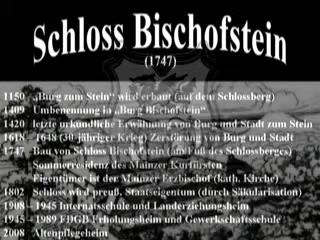 Schloss Bischofstein
(1747)
1150 „Burg zum Stein“ wird erbaut (auf dem Schlossberg)
1409 Umbenennung in „Burg Bischofstein“
1420 letzte urkundliche Erwähnung von Burg und Stadt zum Stein
1618 – 1648 (30-jähriger Krieg) Zerstörung von Burg und Stadt
1747 Bau von Schloss Bischofstein (am Fuß des Schlossberges)
Sommerresidenz des Mainzer Kurfürsten
Eigentümer ist der Mainzer Erzbischof (kath. Kirche)
1802 Schloss wird preuß. Staatseigentum (durch Säkularisation)
1908 – 1945 Internatsschule und Landerziehungsheim
1945 – 1989 FDGB Erholungsheim und Gewerkschaftsschule
2008 Altenpflegeheim